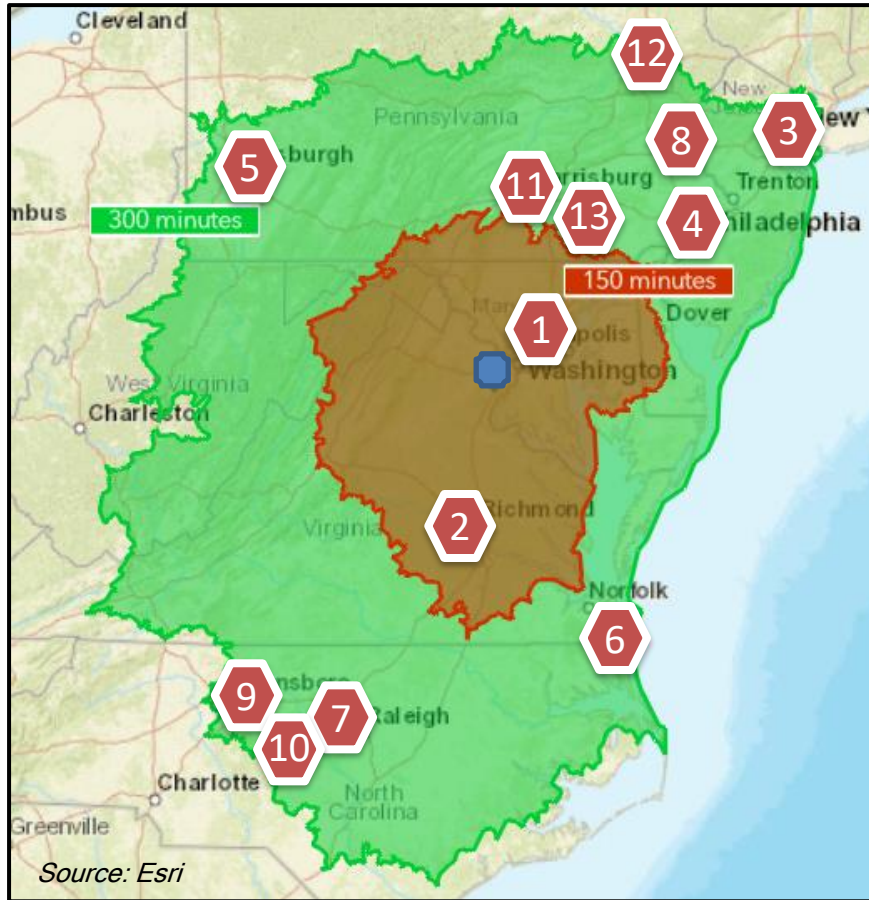 Cleveland
12
New
Pennsylvania
3
ew Y
8
5
sburgh
11
rrisburg
Trenton
mbus
300 minutes
13
4
hiladelphia
150 minutes
Mar
1
polis
Dover
Washington
West Virginia
Charleston
2
Richmond
Virginia
Norfolk
6
9
nsboro
7
Raleigh
10
Charlotte
North
Carolina
Greenville
Source: Esri